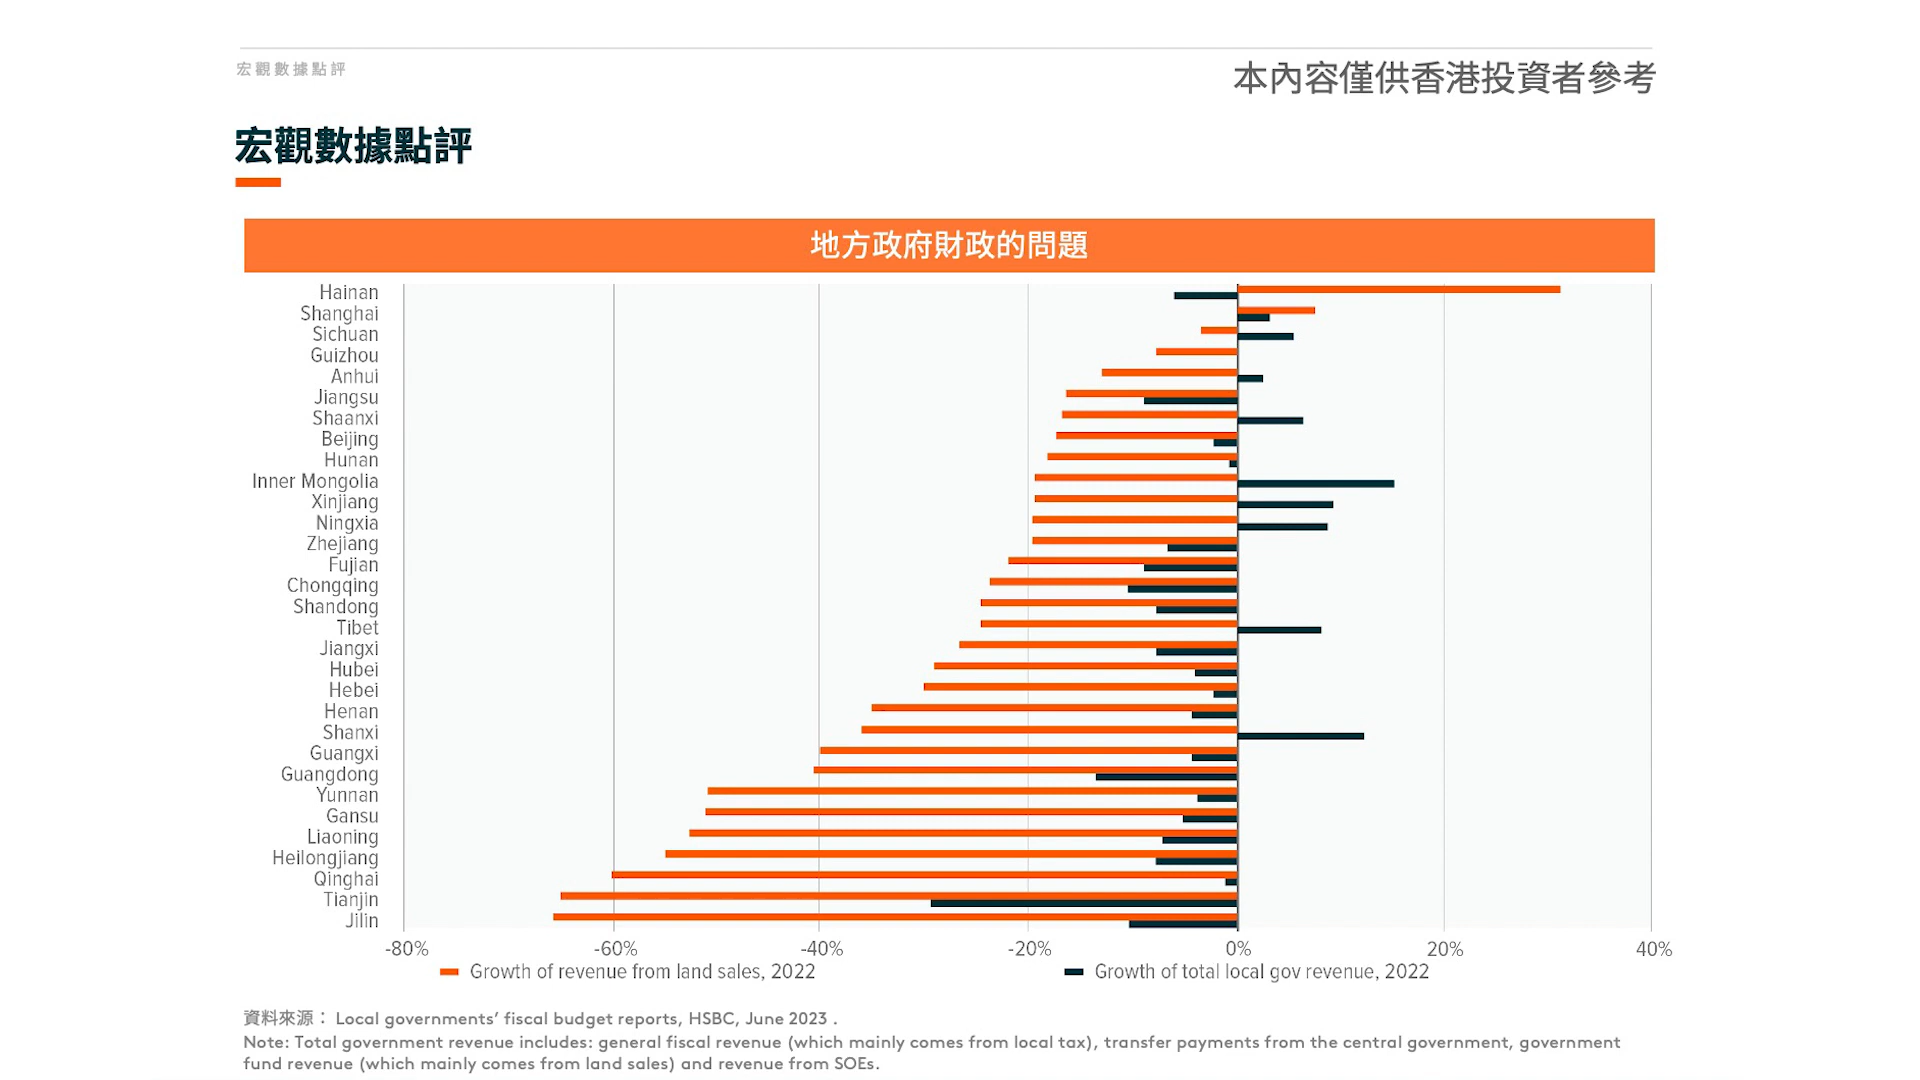 宏觀數據點評
本內容僅供香港投資者參考
宏觀數據點評
地方政府財政的問題
Hainan
Shanghai
Sichuan
Guizhou
Anhui
Jiangsu
Shaanxi
Beijing
Hunan
Inner Mongolia
Xinjiang
Ningxia
Zhejiang
Fujian
Chongqing
Shandong
Tibet
Jiangxi
Hubei
Hebei
Henan
Shanxi
Guangxi
Guangdong
Yunnan
Gansu
Liaoning
Heilongjiang
Qinghai
Tianjin
Jilin
-80% -60% -40% -20% 0% 20% 40%
Growth of revenue from land sales, 2022 Growth of total local gov revenue, 2022
資料來源： Local governments’ fiscal budget reports, HSBC, June 2023 .
Note: Total government revenue includes: general fiscal revenue (which mainly comes from local tax), transfer payments from the central government, government
fund revenue (which mainly comes from land sales) and revenue from SOEs.